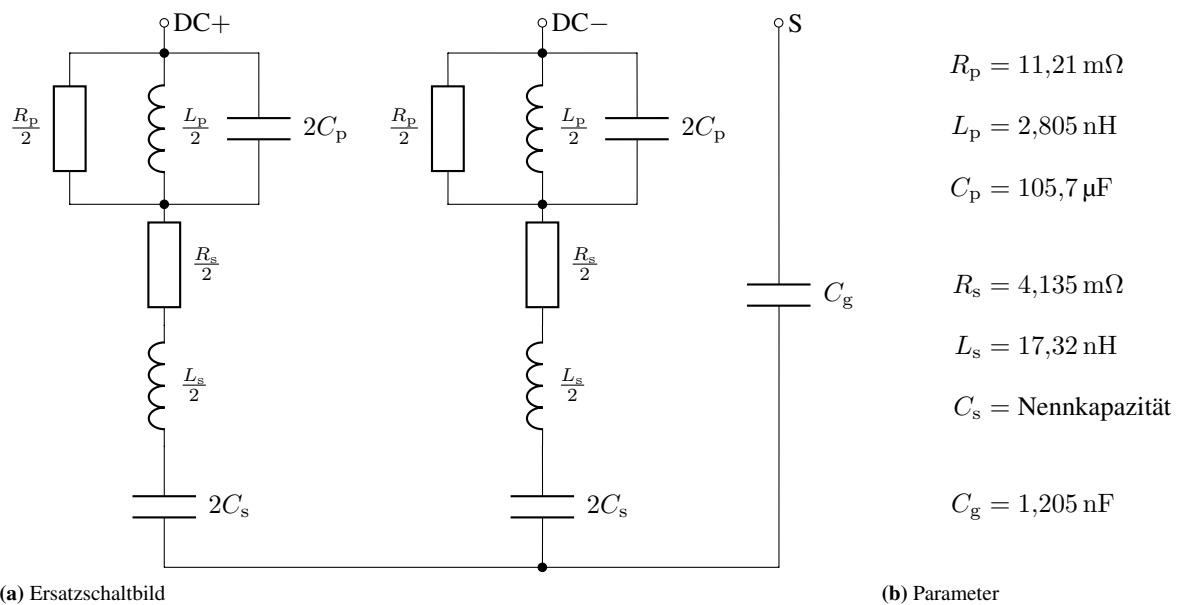 DC+
DC−
S
R_p/2
L_p/2
2C_p
R_p/2
L_p/2
2C_p
R_s/2
R_s/2
C_g
L_s/2
L_s/2
2C_s
2C_s
R_p = 11,21 mΩ
L_p = 2,805 nH
C_p = 105,7 µF
R_s = 4,135 mΩ
L_s = 17,32 nH
C_s = Nennkapazität
C_g = 1,205 nF
(a) Ersatzschaltbild
(b) Parameter